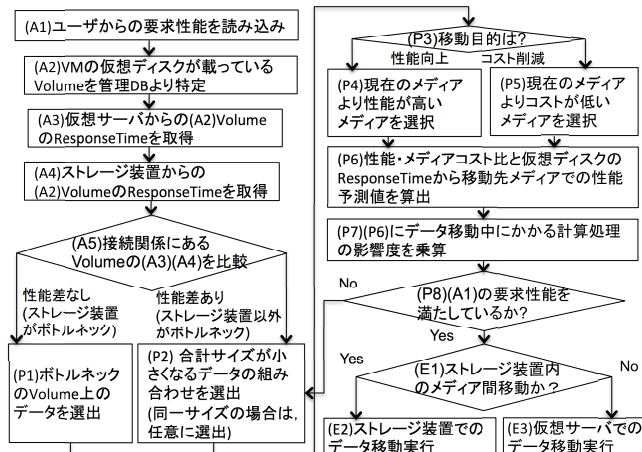 (A1)ユーザからの要求性能を読み込み
(A2)VMの仮想ディスクが載っている
Volumeを管理DBより特定
(A3)仮想サーバからの(A2)Volume
のResponseTimeを取得
(A4)ストレージ装置からの
(A2)VolumeのResponseTimeを取得
(A5)接続関係にある
Volumeの(A3)(A4)を比較
性能差なし
(ストレージ装置
がボトルネック)
性能差あり
(ストレージ装置以外
がボトルネック)
(P1)ボトルネック
のVolume上の
データを選出
(P2) 合計サイズが小
さくなるデータの組み
合わせを選出
(同一サイズの場合は,
任意に選出)
(P3)移動目的は?
性能向上
コスト削減
(P4)現在のメディア
より性能が高い
メディアを選択
(P5)現在のメディア
よりコストが低い
メディアを選択
(P6)性能・メディアコスト比と仮想ディスクの
ResponseTimeから移動先メディアでの性能
予測値を算出
(P7)(P6)にデータ移動中にかかる計算処理
の影響度を乗算
No
(P8)(A1)の要求性能を
満たしているか?
Yes
Yes
(E1)ストレージ装置内
のメディア間移動か?
No
(E2)ストレージ装置での
データ移動実行
(E3)仮想サーバでの
データ移動実行